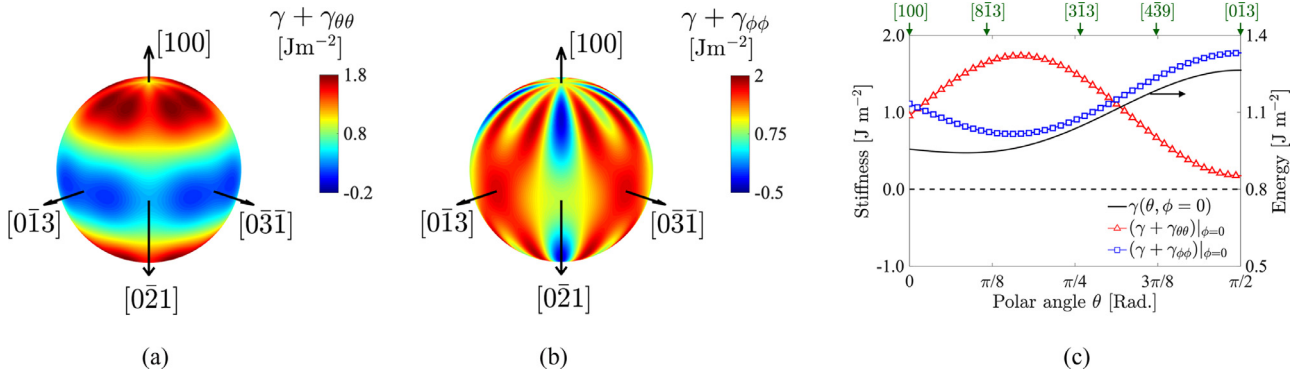 γ + γ_θθ
[Jm⁻²]
[100]
1.8
0.8
-0.2
[01̄3]
[03̄1̄]
[02̄1]
(a)
γ + γ_ϕϕ
[Jm⁻²]
[100]
2
0.75
-0.5
[01̄3]
[03̄1̄]
[02̄1]
(b)
[100] [81̄3] [31̄3] [43̄9] [01̄3]
2.0 1.4
1.0 1.1
0.0 0.8
-1.0 0.5
Stiffness [J m⁻²]
Energy [J m⁻²]
γ(θ, ϕ = 0)
(γ + γ_θθ)|_ϕ=0
(γ + γ_ϕϕ)|_ϕ=0
0 π/8 π/4 3π/8 π/2
Polar angle θ [Rad.]
(c)